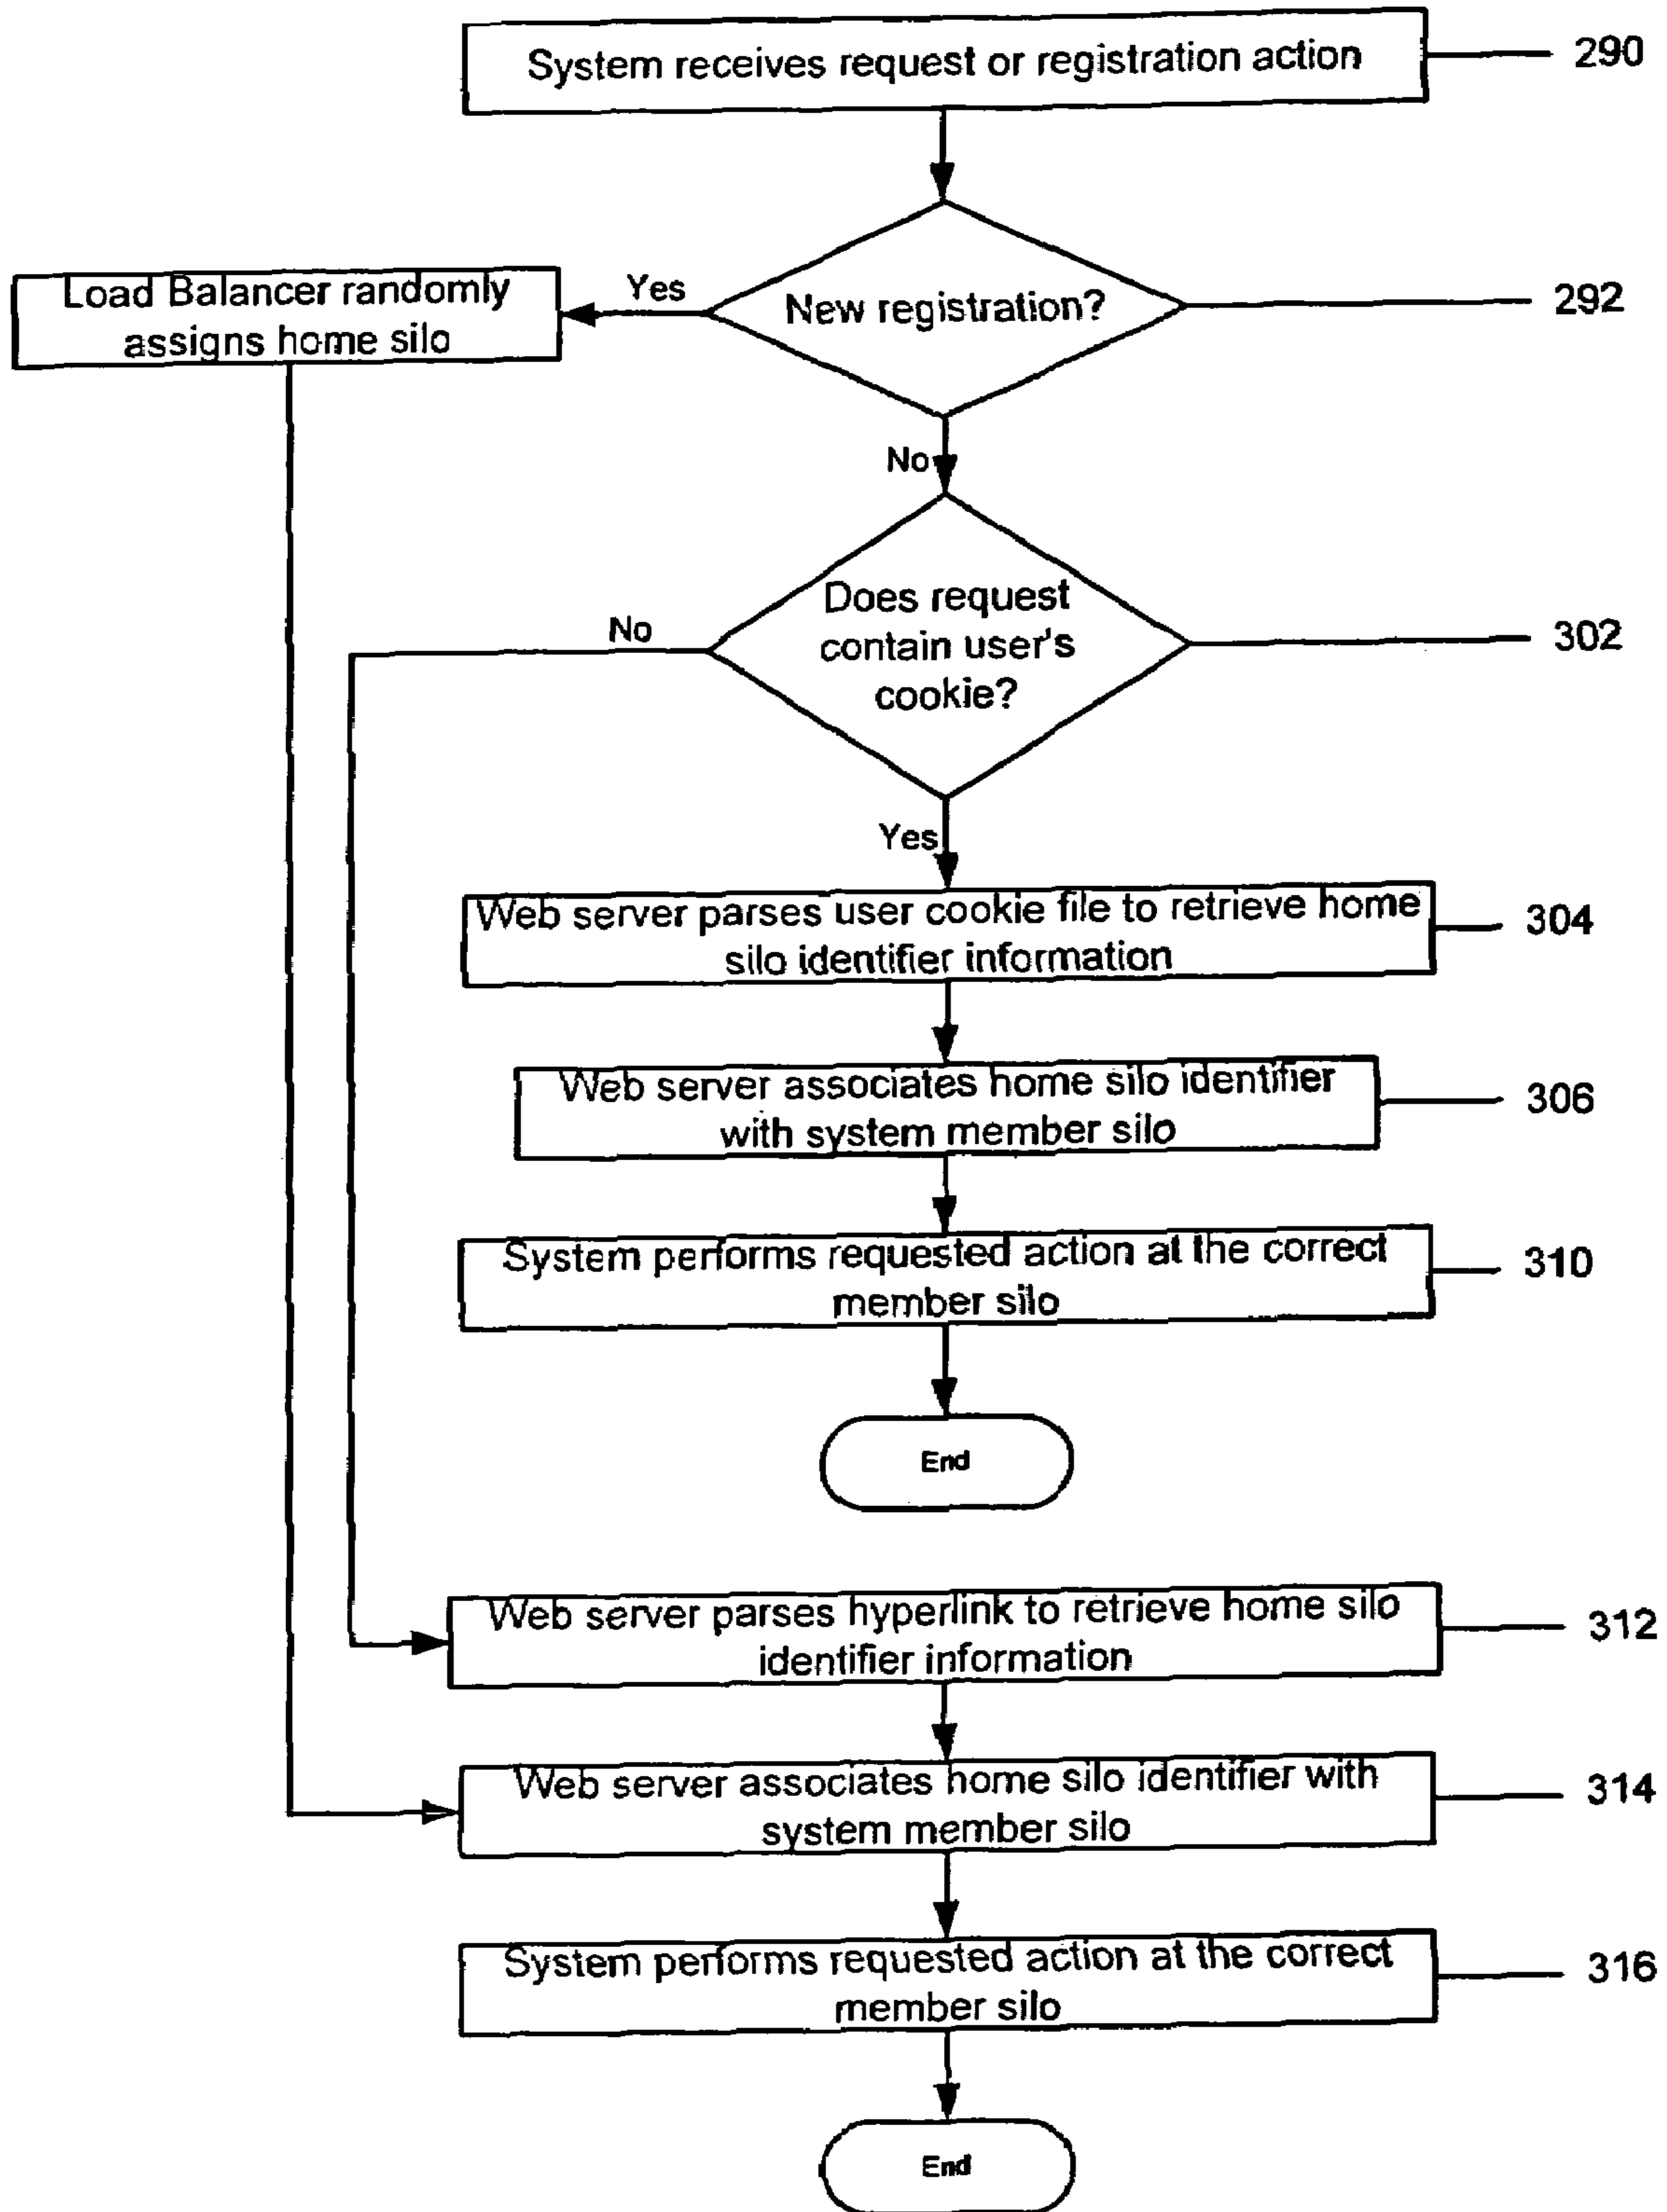 System receives request or registration action
290
Load Balancer randomly
assigns home silo
Yes
New registration?
292
No
Does request
contain user's
cookie?
302
No
Yes
Web server parses user cookie file to retrieve home
silo identifier information
304
Web server associates home silo identifier
with system member silo
306
System performs requested action at the correct
member silo
310
End
Web server parses hyperlink to retrieve home silo
identifier information
312
Web server associates home silo identifier with
system member silo
314
System performs requested action at the correct
member silo
316
End